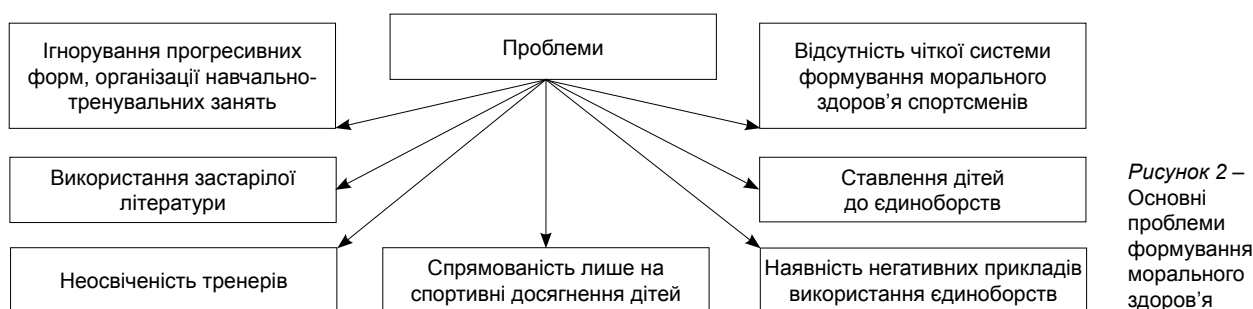 Проблеми
Ігнорування прогресивних
форм, організації навчально-
тренувальних занять
Відсутність чіткої системи
формування морального
здоров’я спортсменів
Використання застарілої
літератури
Ставлення дітей
до єдиноборств
Неосвіченість тренерів
Спрямованість лише на
спортивні досягнення дітей
Наявність негативних прикладів
використання єдиноборств
Рисунок 2 –
Основні
проблеми
формування
морального
здоров’я